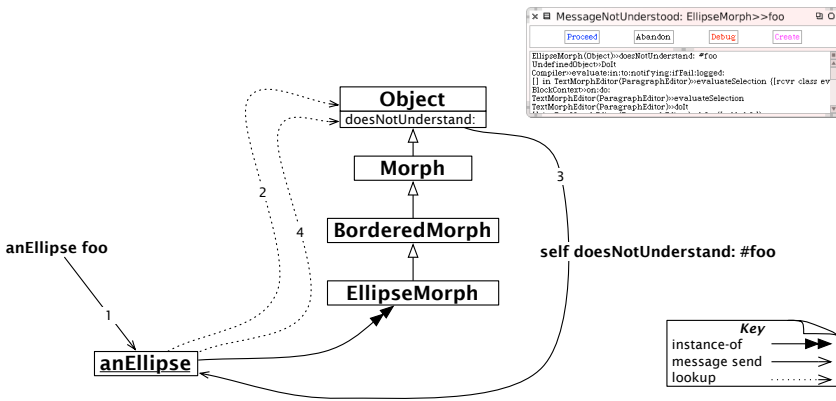 MessageNotUnderstood: EllipseMorph>>foo
Proceed Abandon Debug Create
EllipseMorph(Object)»doesNotUnderstand: #foo
UndefinedObject»DoIt
Compiler»evaluate:in:to:notifying:ifFail:logged:
[] in TextMorphEditor(ParagraphEditor)»evaluateSelection {[rcvr class ev
BlockContext»on:do:
TextMorphEditor(ParagraphEditor)»evaluateSelection
TextMorphEditor(ParagraphEditor)»doIt
Object
doesNotUnderstand:
Morph
3
2
4
BorderedMorph
anEllipse foo
self doesNotUnderstand: #foo
EllipseMorph
1
anEllipse
Key
instance-of
message send
lookup